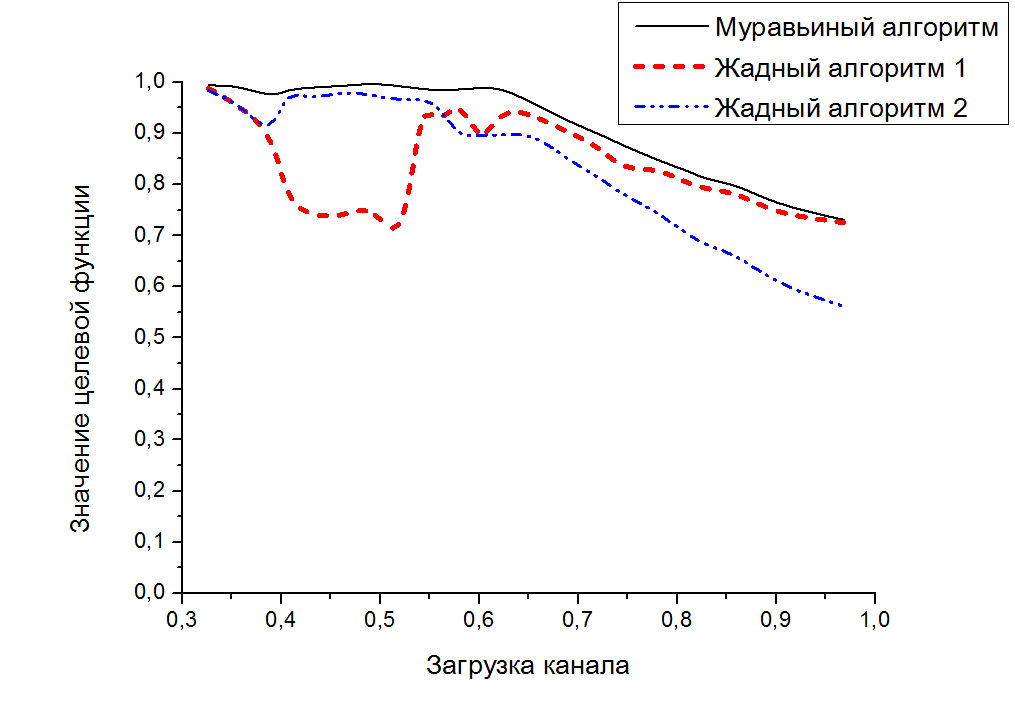 Муравьиный алгоритм
Жадный алгоритм 1
Жадный алгоритм 2
Значение целевой функции
1,0
0,9
0,8
0,7
0,6
0,5
0,4
0,3
0,2
0,1
0,0
0,3 0,4 0,5 0,6 0,7 0,8 0,9 1,0
Загрузка канала